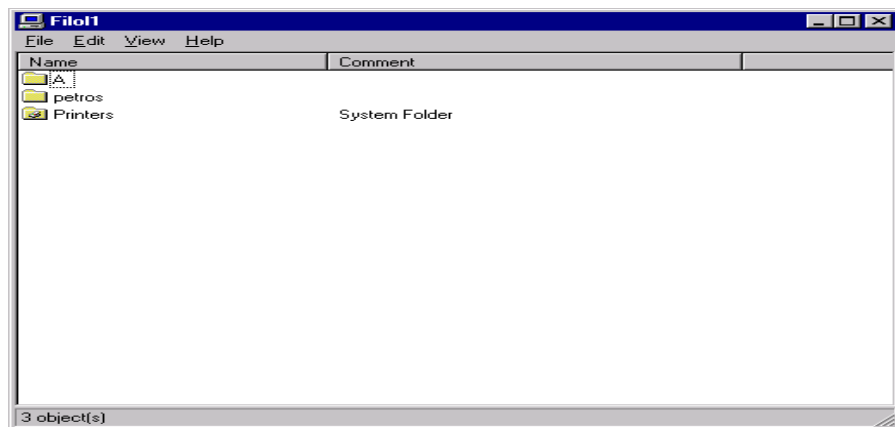 Filol1
File Edit View Help
Name Comment
A
petros
Printers System Folder
3 object(s)